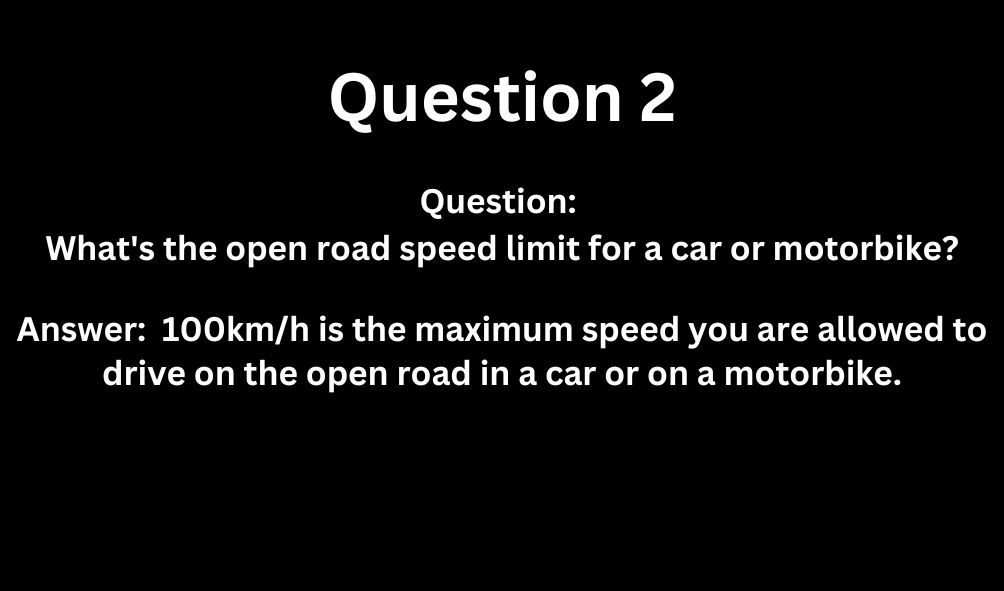 Question 2
Question:
What's the open road speed limit for a car or motorbike?
Answer:  100km/h is the maximum speed you are allowed to
drive on the open road in a car or on a motorbike.